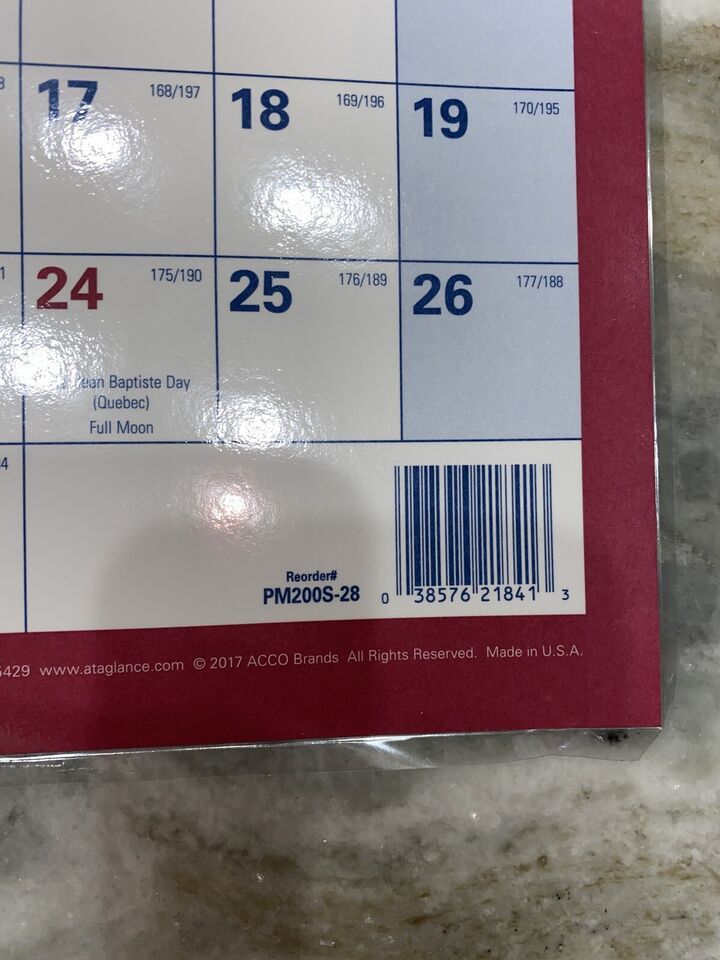 17 168/197 18 169/196 19 170/195
24 175/190 25 176/189 26 177/188
Baptiste Day
(Quebec)
Full Moon
Reorder#
PM200S-28
0 38576 21841 3
www.ataglance.com © 2017 ACCO Brands All Rights Reserved. Made in U.S.A.